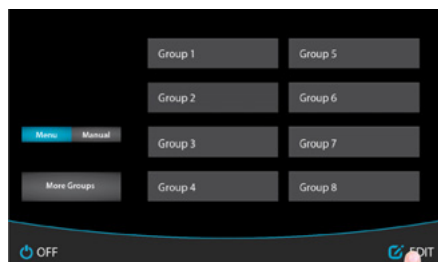 Group 1 Group 5
Group 2 Group 6
Menu Manual
Group 3 Group 7
More Groups
Group 4 Group 8
OFF
EDIT